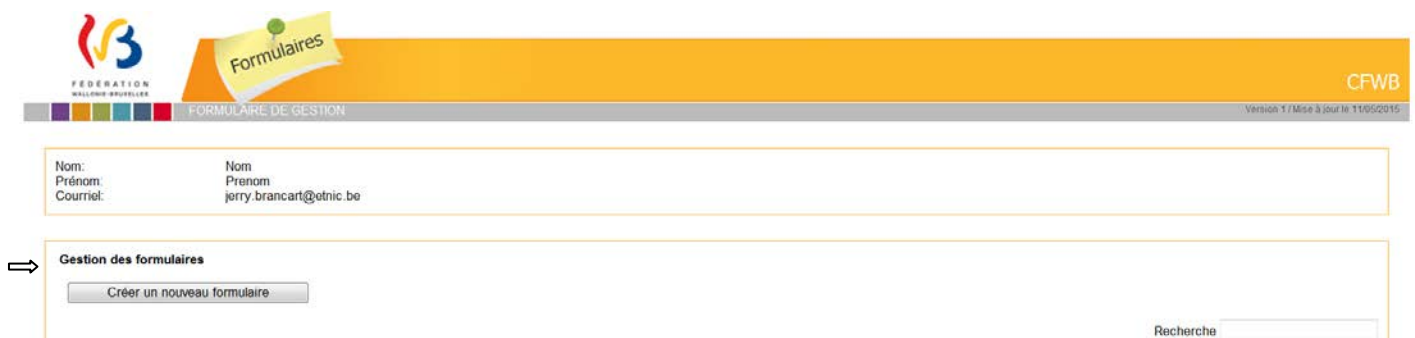 Formulaires
FÉDÉRATION
WALLONIE-BRUXELLES
CFWB
FORMULAIRE DE GESTION
Version 1 / Mise à jour le 11/05/2015
Nom: Nom
Prénom: Prenom
Courriel: jerry.brancart@etnic.be
Gestion des formulaires
Créer un nouveau formulaire
Recherche